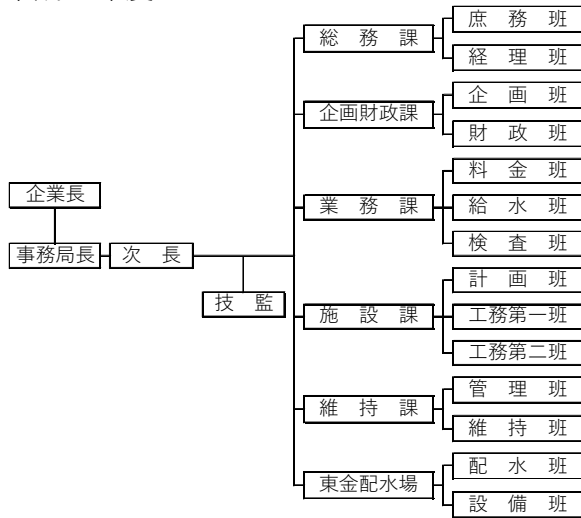 企業長
事務局長
次長
技監
総務課
庶務班
経理班
企画財政課
企画班
財政班
業務課
料金班
給水班
検査班
施設課
計画班
工務第一班
工務第二班
維持課
管理班
維持班
東金配水場
配水班
設備班